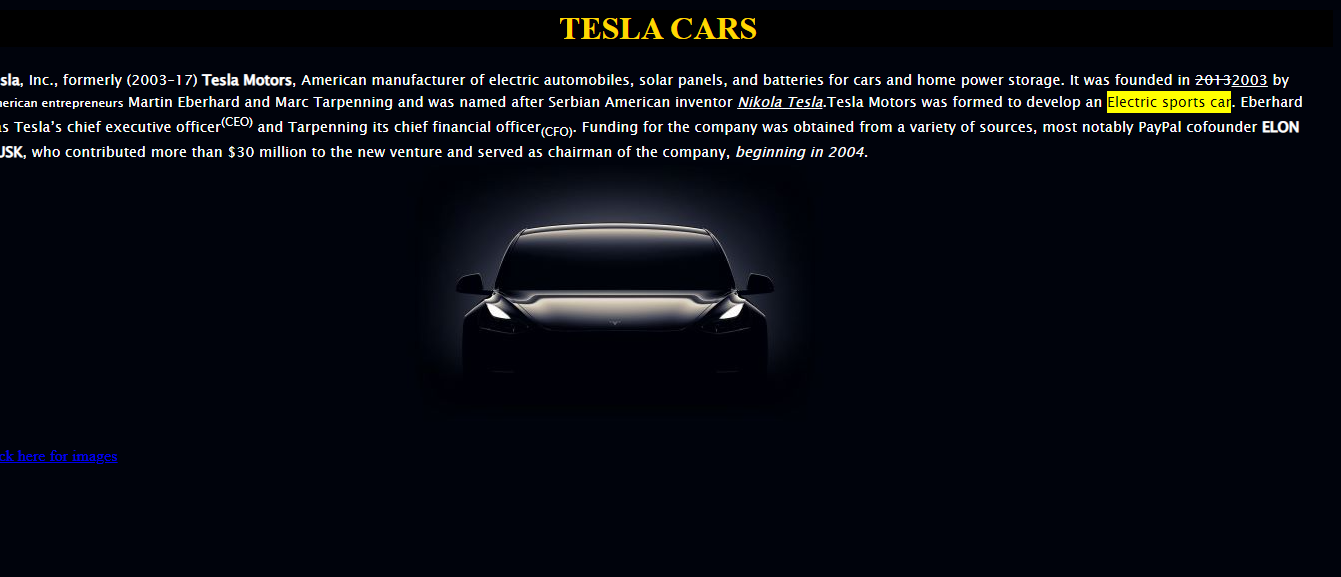 TESLA CARS
sla, Inc., formerly (2003–17) Tesla Motors, American manufacturer of electric automobiles, solar panels, and batteries for cars and home power storage. It was founded in 20132003 by
nerican entrepreneurs Martin Eberhard and Marc Tarpenning and was named after Serbian American inventor Nikola Tesla.Tesla Motors was formed to develop an Electric sports car. Eberhard
s Tesla’s chief executive officer(CEO) and Tarpenning its chief financial officer(CFO). Funding for the company was obtained from a variety of sources, most notably PayPal cofounder ELON
USK, who contributed more than $30 million to the new venture and served as chairman of the company, beginning in 2004.
ck here for images